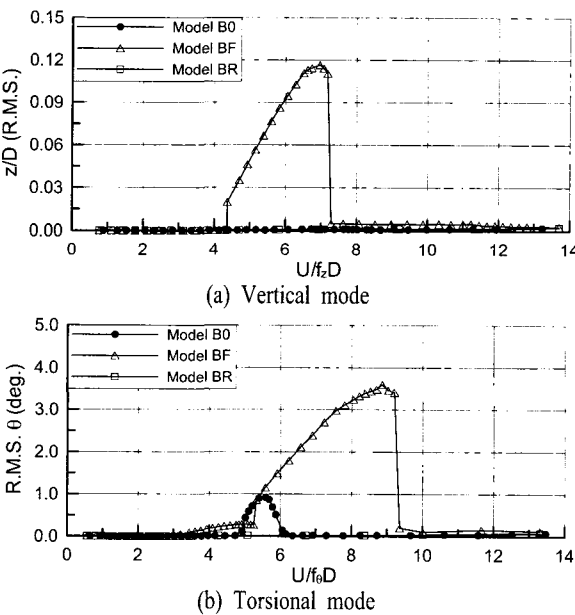 0.15
0.12
0.09
0.06
0.03
0.00
z/D (R.M.S.)
Model B0
Model BF
Model BR
0 2 4 6 8 10 12 14
U/fzD
(a) Vertical mode
5.0
4.0
3.0
2.0
1.0
0.0
R.M.S. θ (deg.)
Model B0
Model BF
Model BR
0 2 4 6 8 10 12 14
U/fθD
(b) Torsional mode